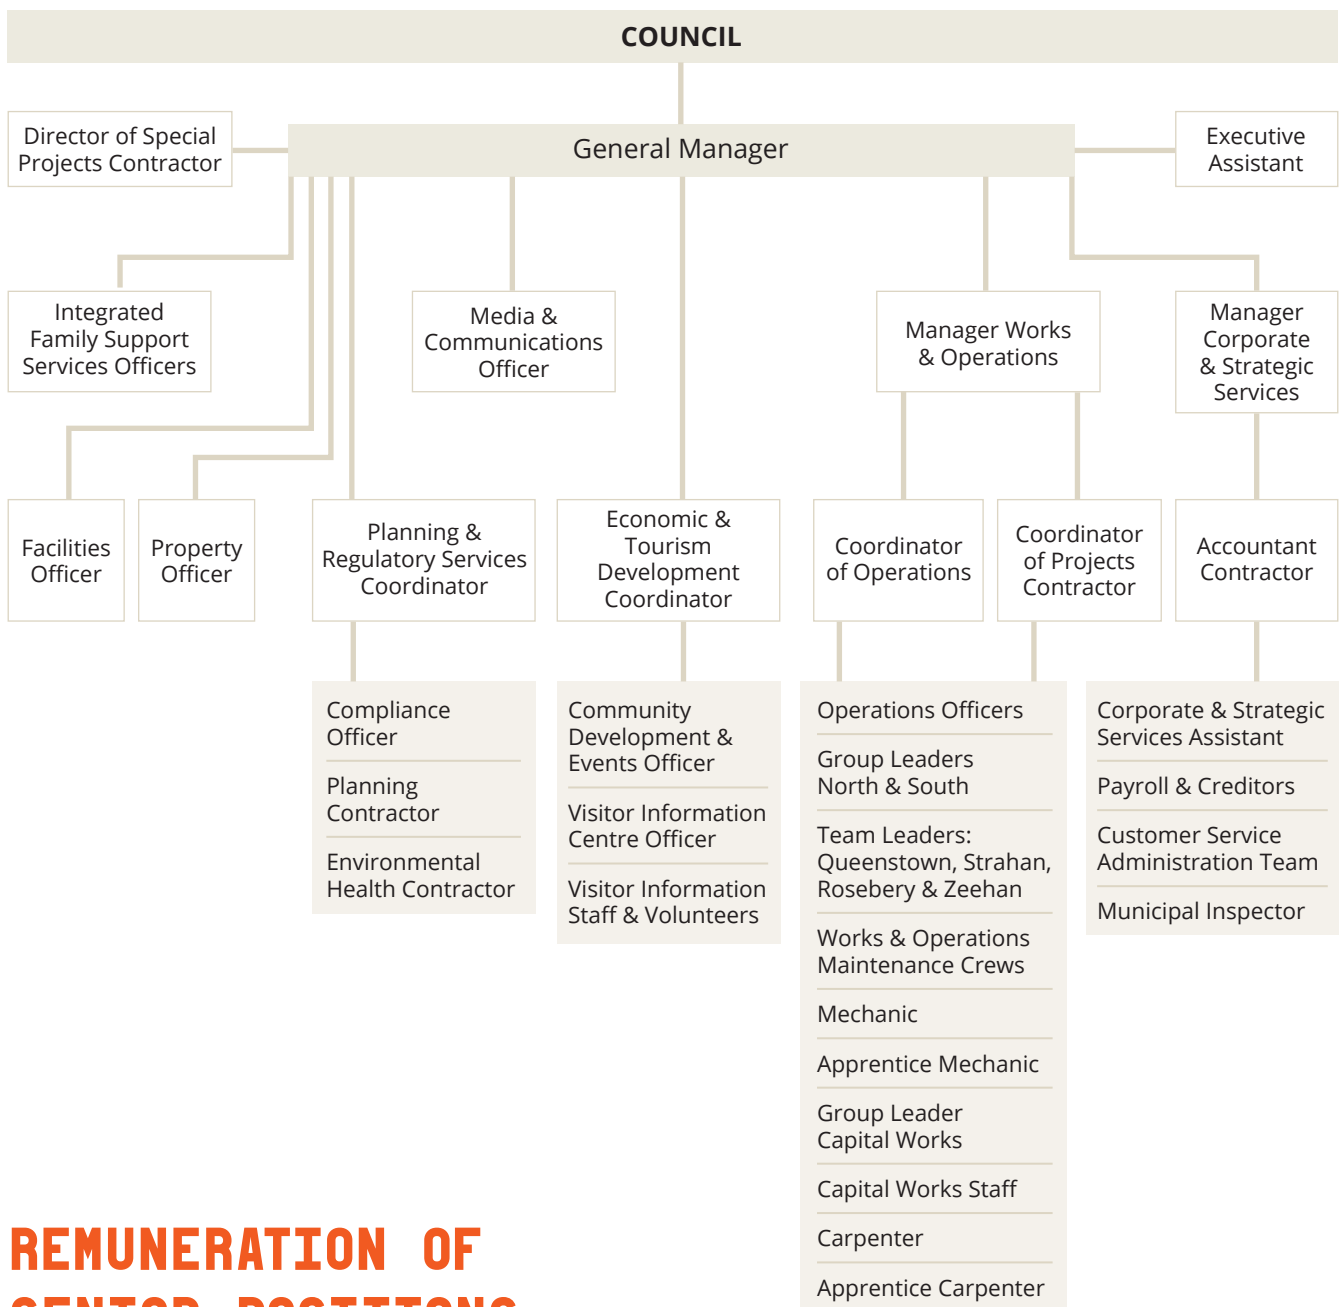 COUNCIL
Director of Special
Projects Contractor
General Manager
Executive
Assistant
Integrated
Family Support
Services Officers
Media &
Communications
Officer
Manager Works
& Operations
Manager
Corporate
& Strategic
Services
Facilities
Officer
Property
Officer
Planning &
Regulatory Services
Coordinator
Economic &
Tourism
Development
Coordinator
Coordinator
of Operations
Coordinator
of Projects
Contractor
Accountant
Contractor
Compliance
Officer
Planning
Contractor
Environmental
Health Contractor
Community
Development &
Events Officer
Visitor Information
Centre Officer
Visitor Information
Staff & Volunteers
Operations Officers
Group Leaders
North & South
Team Leaders:
Queenstown, Strahan,
Rosebery & Zeehan
Works & Operations
Maintenance Crews
Mechanic
Apprentice Mechanic
Group Leader
Capital Works
Capital Works Staff
Carpenter
Apprentice Carpenter
Corporate & Strategic
Services Assistant
Payroll & Creditors
Customer Service
Administration Team
Municipal Inspector
REMUNERATION OF
SENIOR POSITIONS